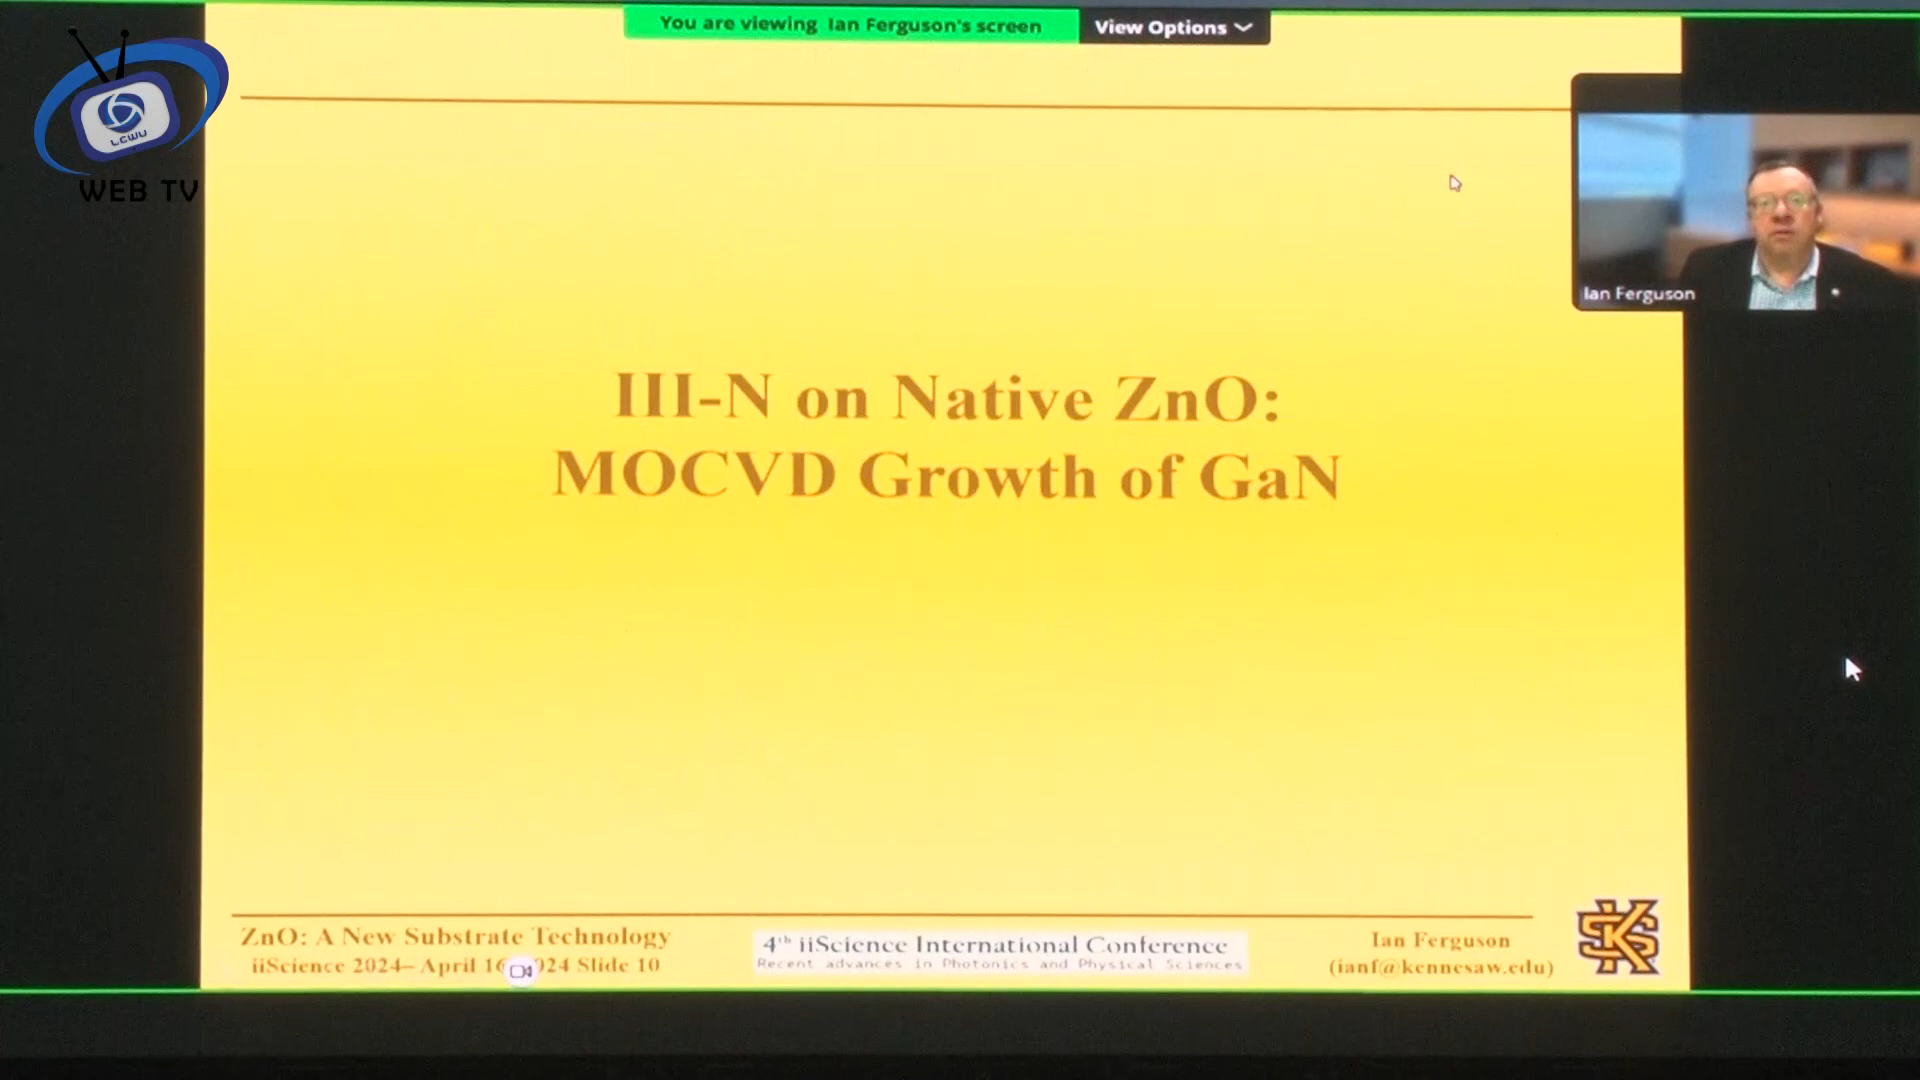 You are viewing Ian Ferguson's screen
View Options
LCWU
WEB TV
Ian Ferguson
III-N on Native ZnO:
MOCVD Growth of GaN
ZnO: A New Substrate Technology
iiScience 2024– April 16 024 Slide 10
4th iiScience International Conference
Recent advances in Photonics and Physical Sciences
Ian Ferguson
(ianf@kennesaw.edu)
KS